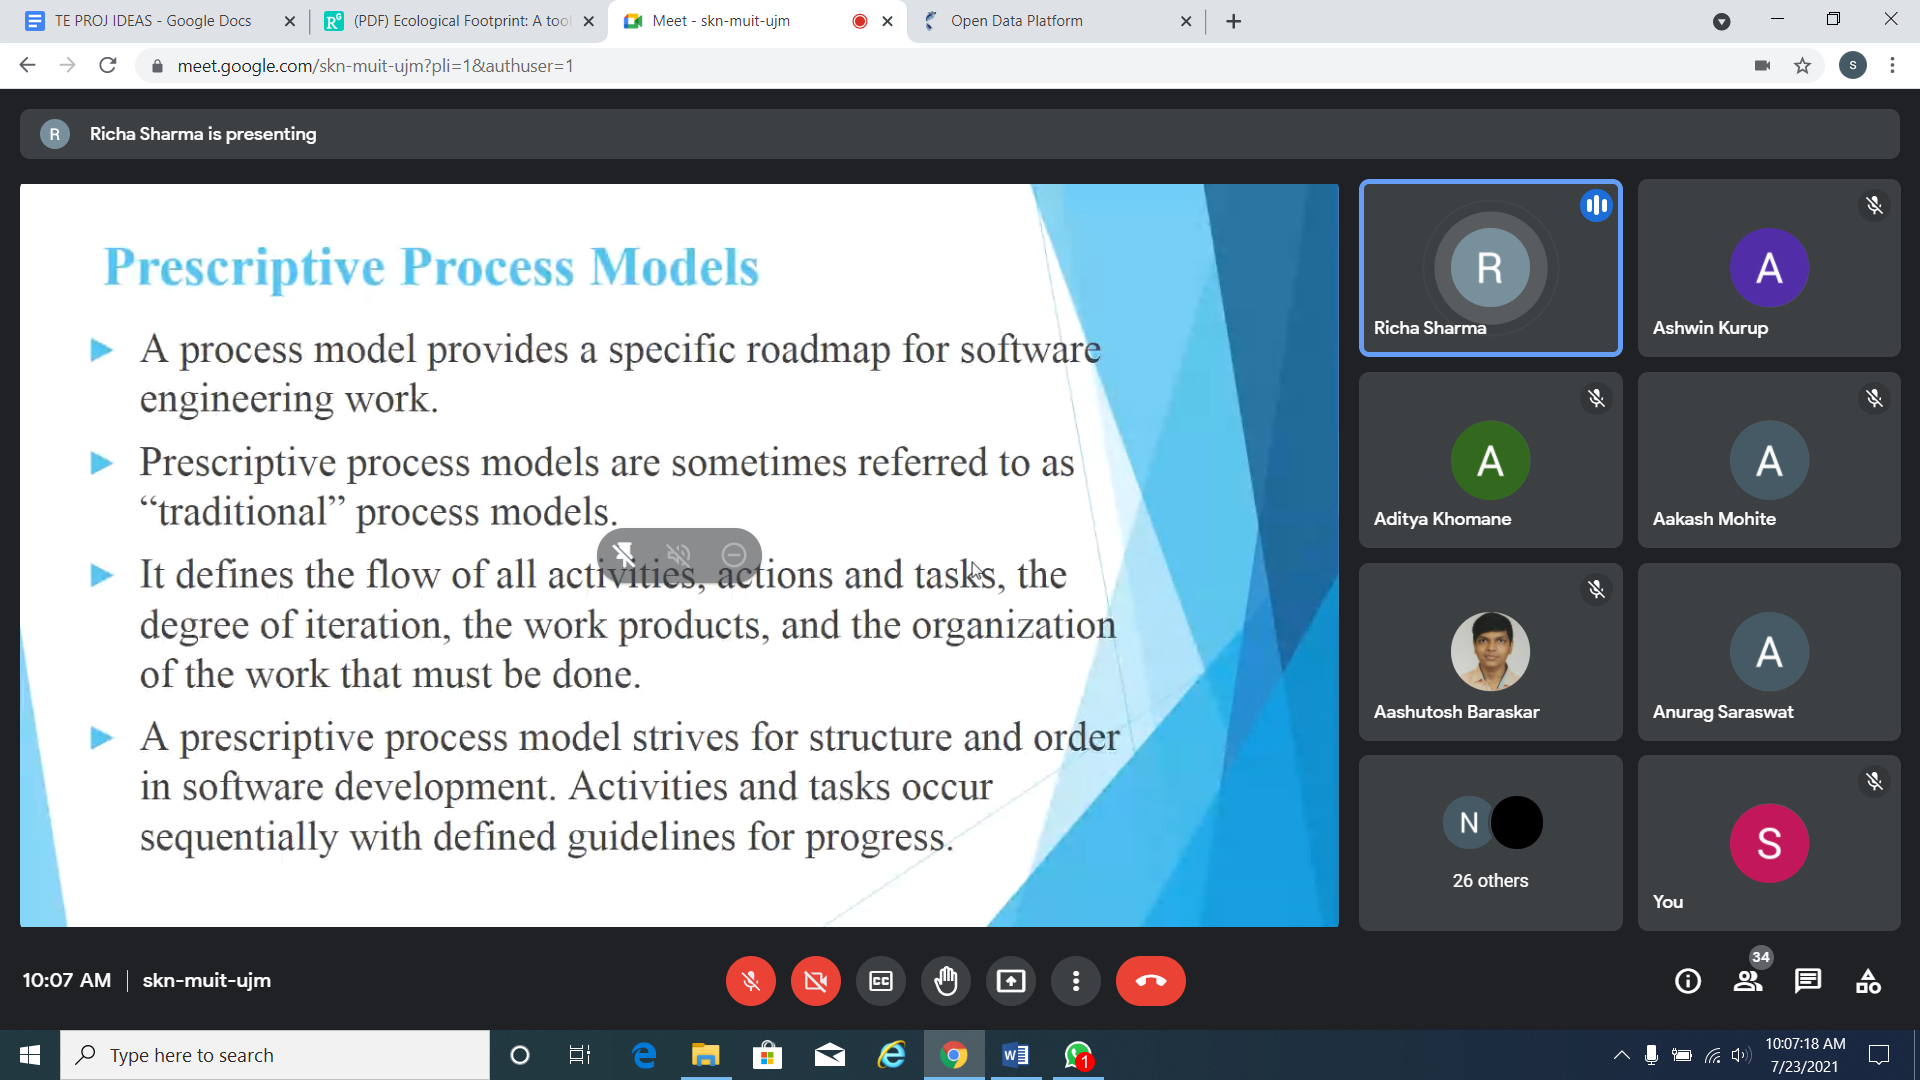 TE PROJ IDEAS - Google Docs
(PDF) Ecological Footprint: A too
Meet - skn-muit-ujm
Open Data Platform
meet.google.com/skn-muit-ujm?pli=1&authuser=1
S
R
Richa Sharma is presenting
Prescriptive Process Models
A process model provides a specific roadmap for software
engineering work.
Prescriptive process models are sometimes referred to as
“traditional” process models.
It defines the flow of all activities, actions and tasks, the
degree of iteration, the work products, and the organization
of the work that must be done.
A prescriptive process model strives for structure and order
in software development. Activities and tasks occur
sequentially with defined guidelines for progress.
R
Richa Sharma
A
Ashwin Kurup
A
Aditya Khomane
A
Aakash Mohite
Aashutosh Baraskar
A
Anurag Saraswat
N
26 others
S
You
10:07 AM
skn-muit-ujm
CC
34
Type here to search
1
10:07:18 AM
7/23/2021